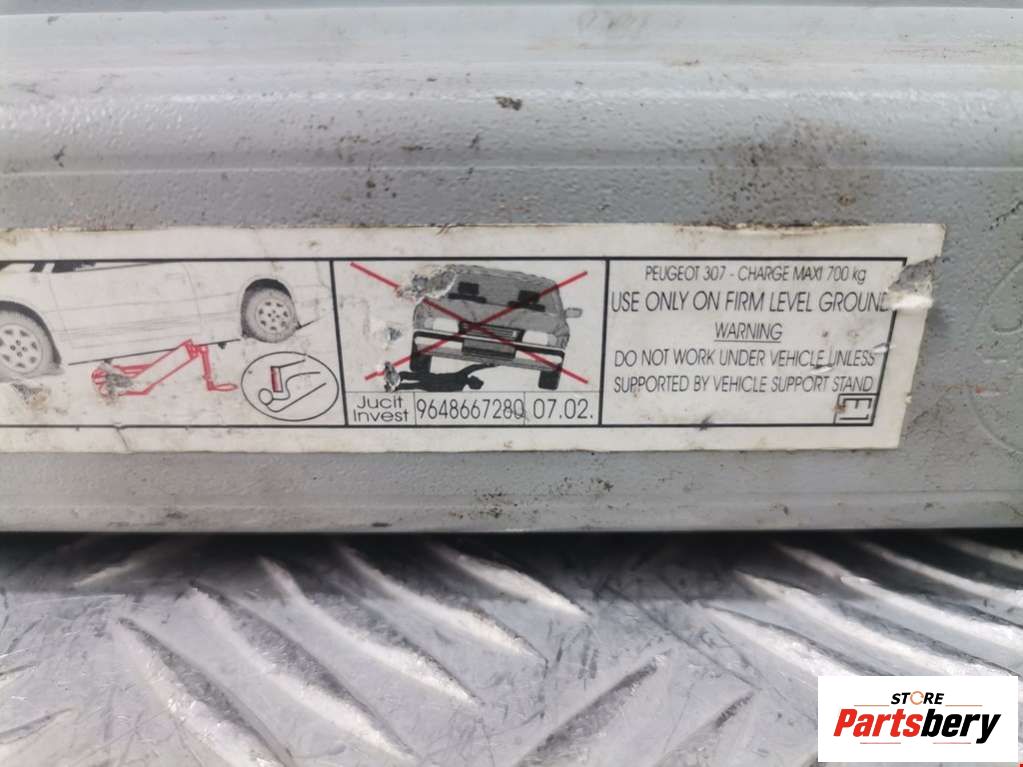 PEUGEOT 307 - CHARGE MAXI 700 kg
USE ONLY ON FIRM LEVEL GROUND
WARNING
DO NOT WORK UNDER VEHICLE UNLESS
SUPPORTED BY VEHICLE SUPPORT STAND
Jucit
Invest
9648667280
07.02.
E1
STORE
Partsbery